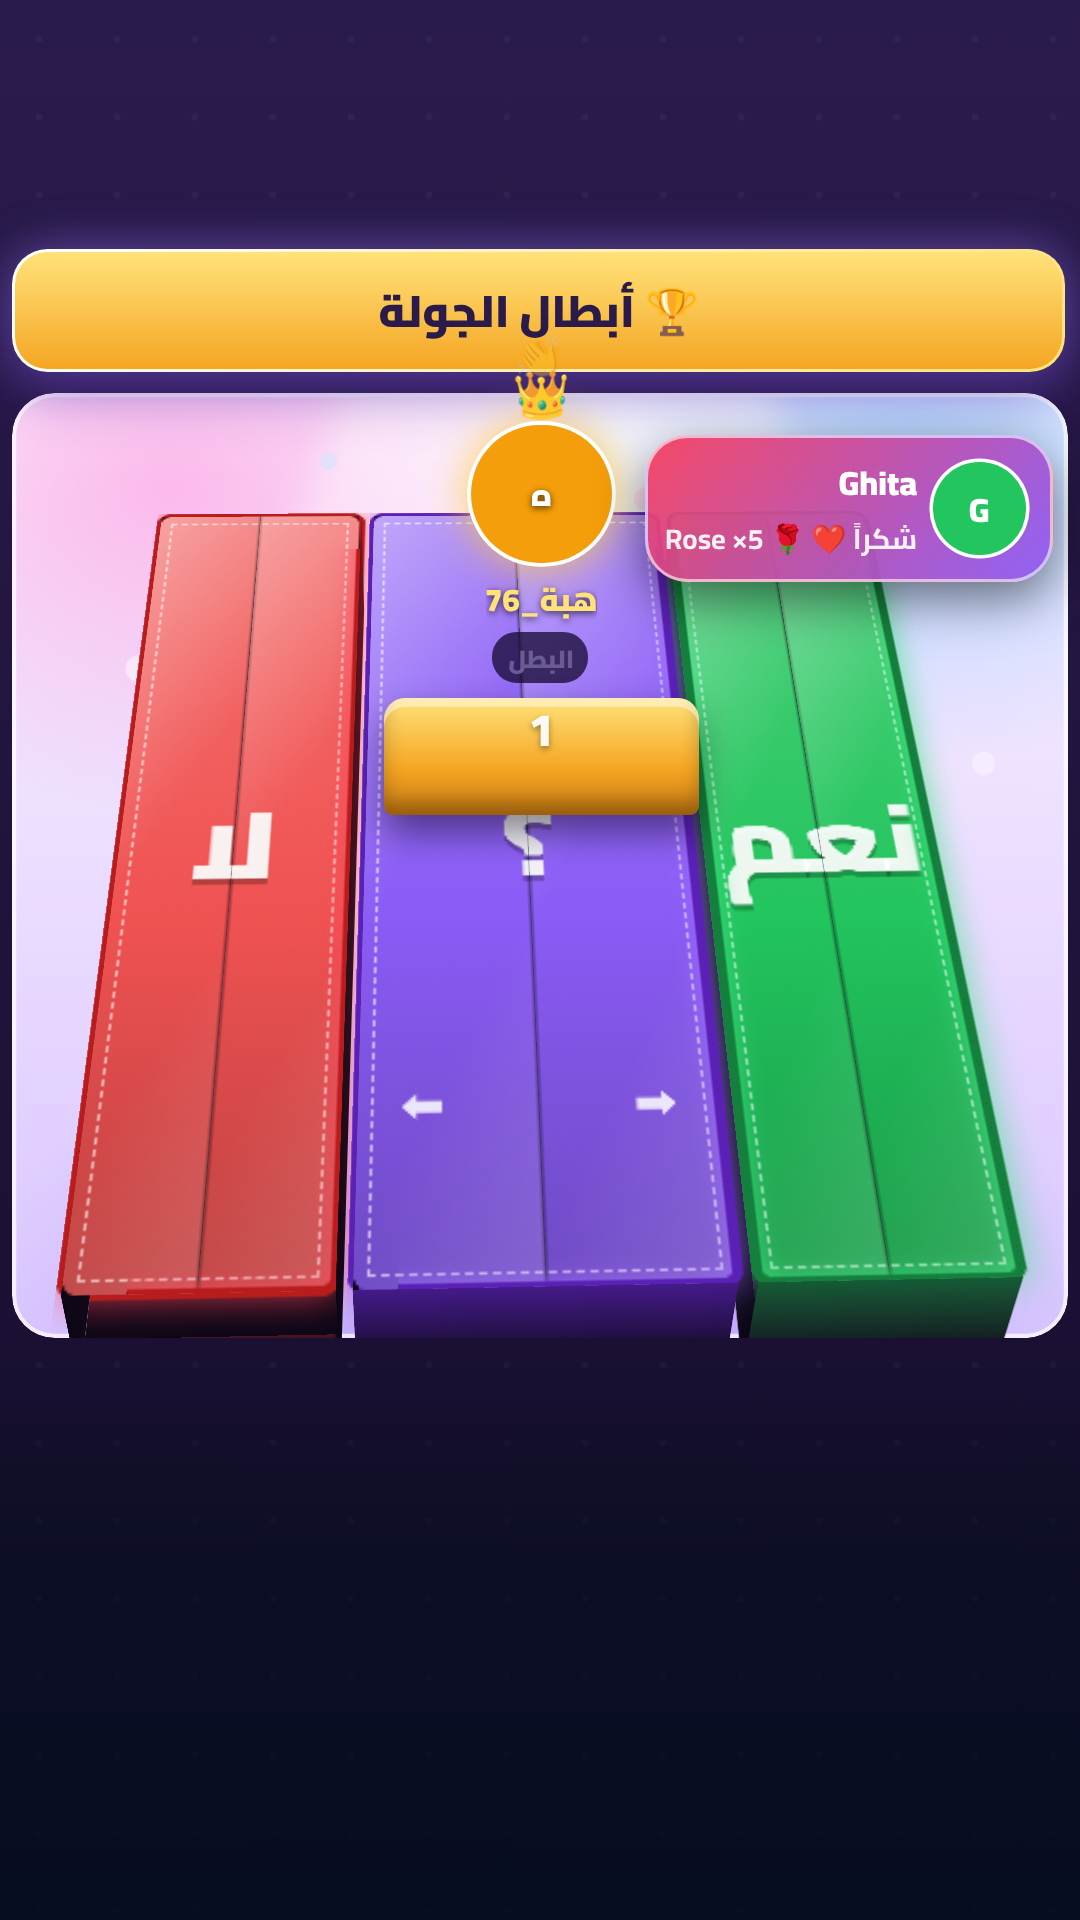 🏆 أبطال الجولة
Ghita
G
شكراً ❤️ 🌹 Rose ×5
ه
هبة_76
البطل
1
لا
؟
نعم